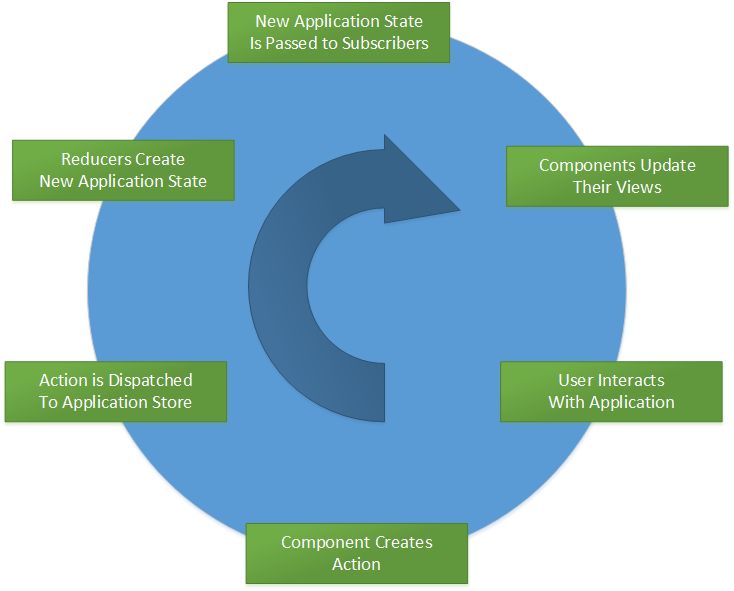 New Application State
Is Passed to Subscribers
Reducers Create
New Application State
Components Update
Their Views
Action is Dispatched
To Application Store
User Interacts
With Application
Component Creates
Action